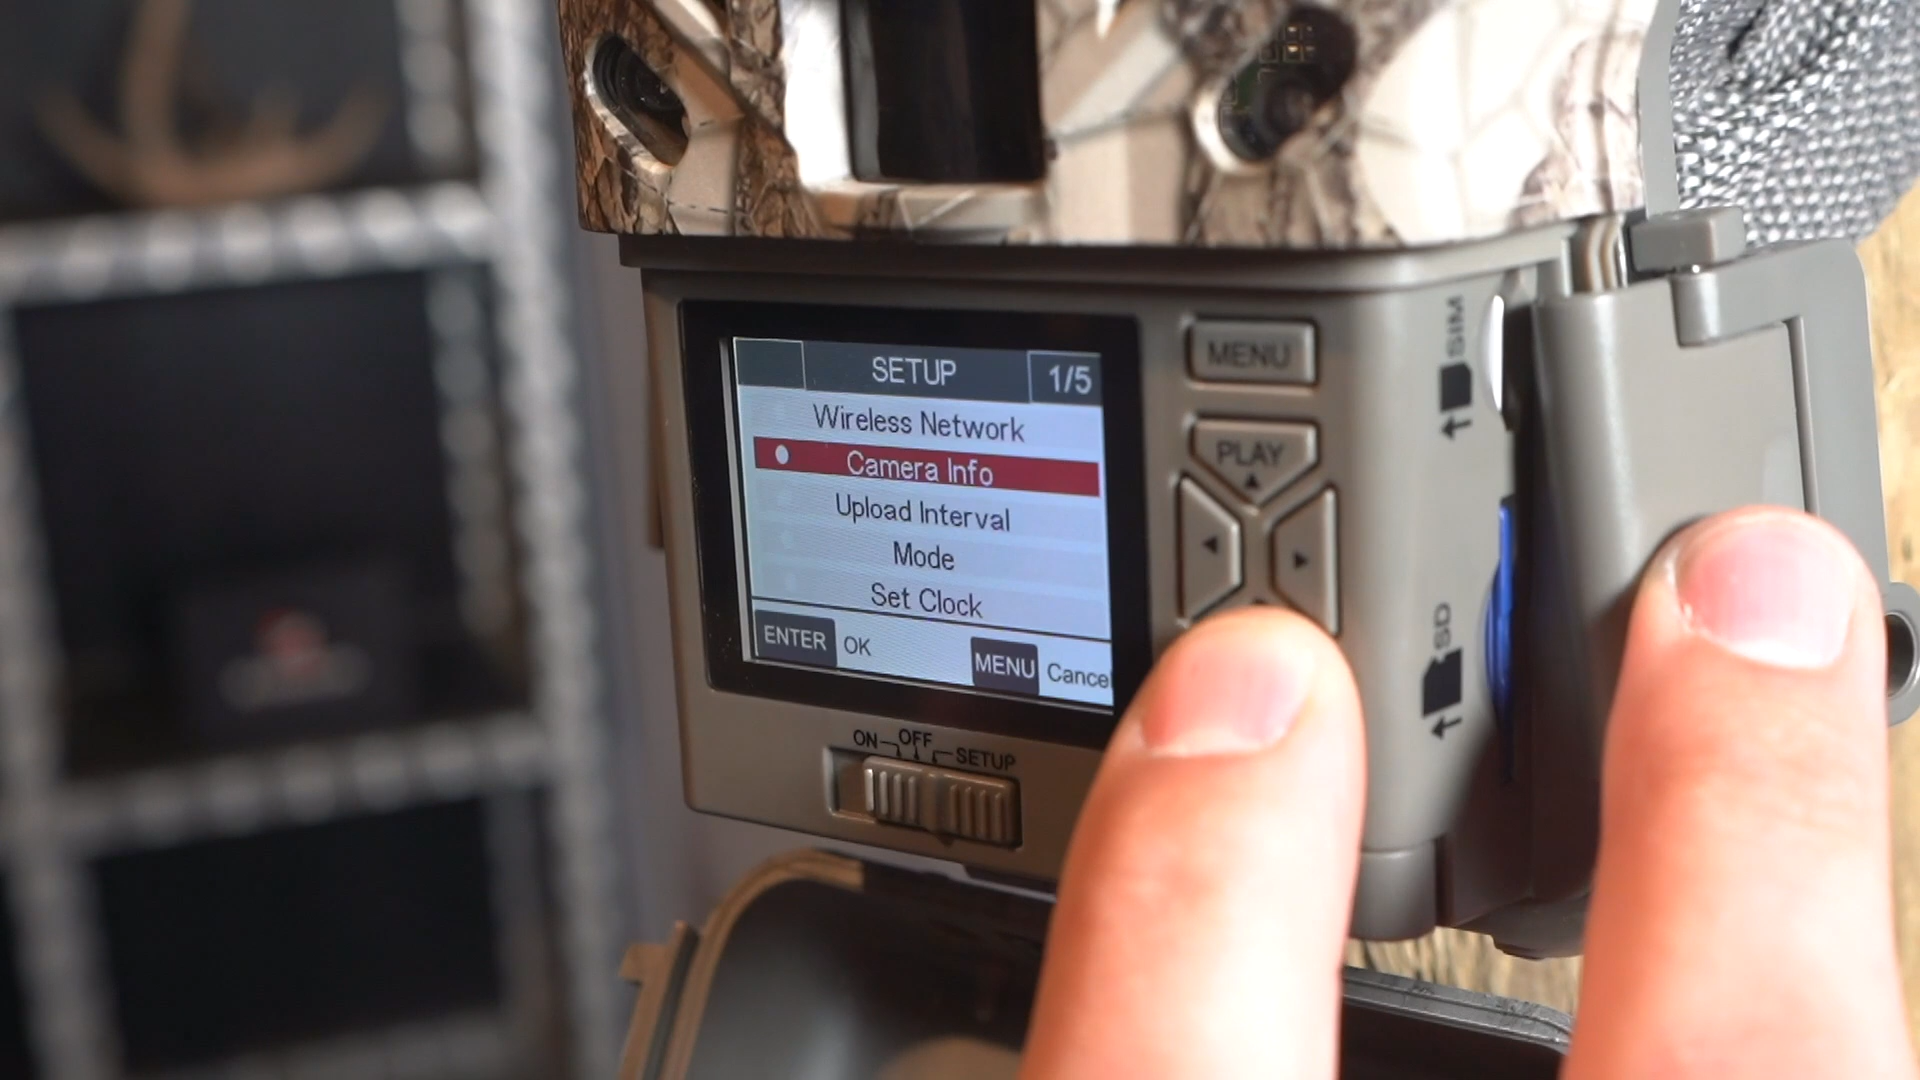 SETUP
1/5
Wireless Network
Camera Info
Upload Interval
Mode
Set Clock
ENTER OK
MENU Cancel
ON OFF SETUP
MENU
PLAY
SIM
SD